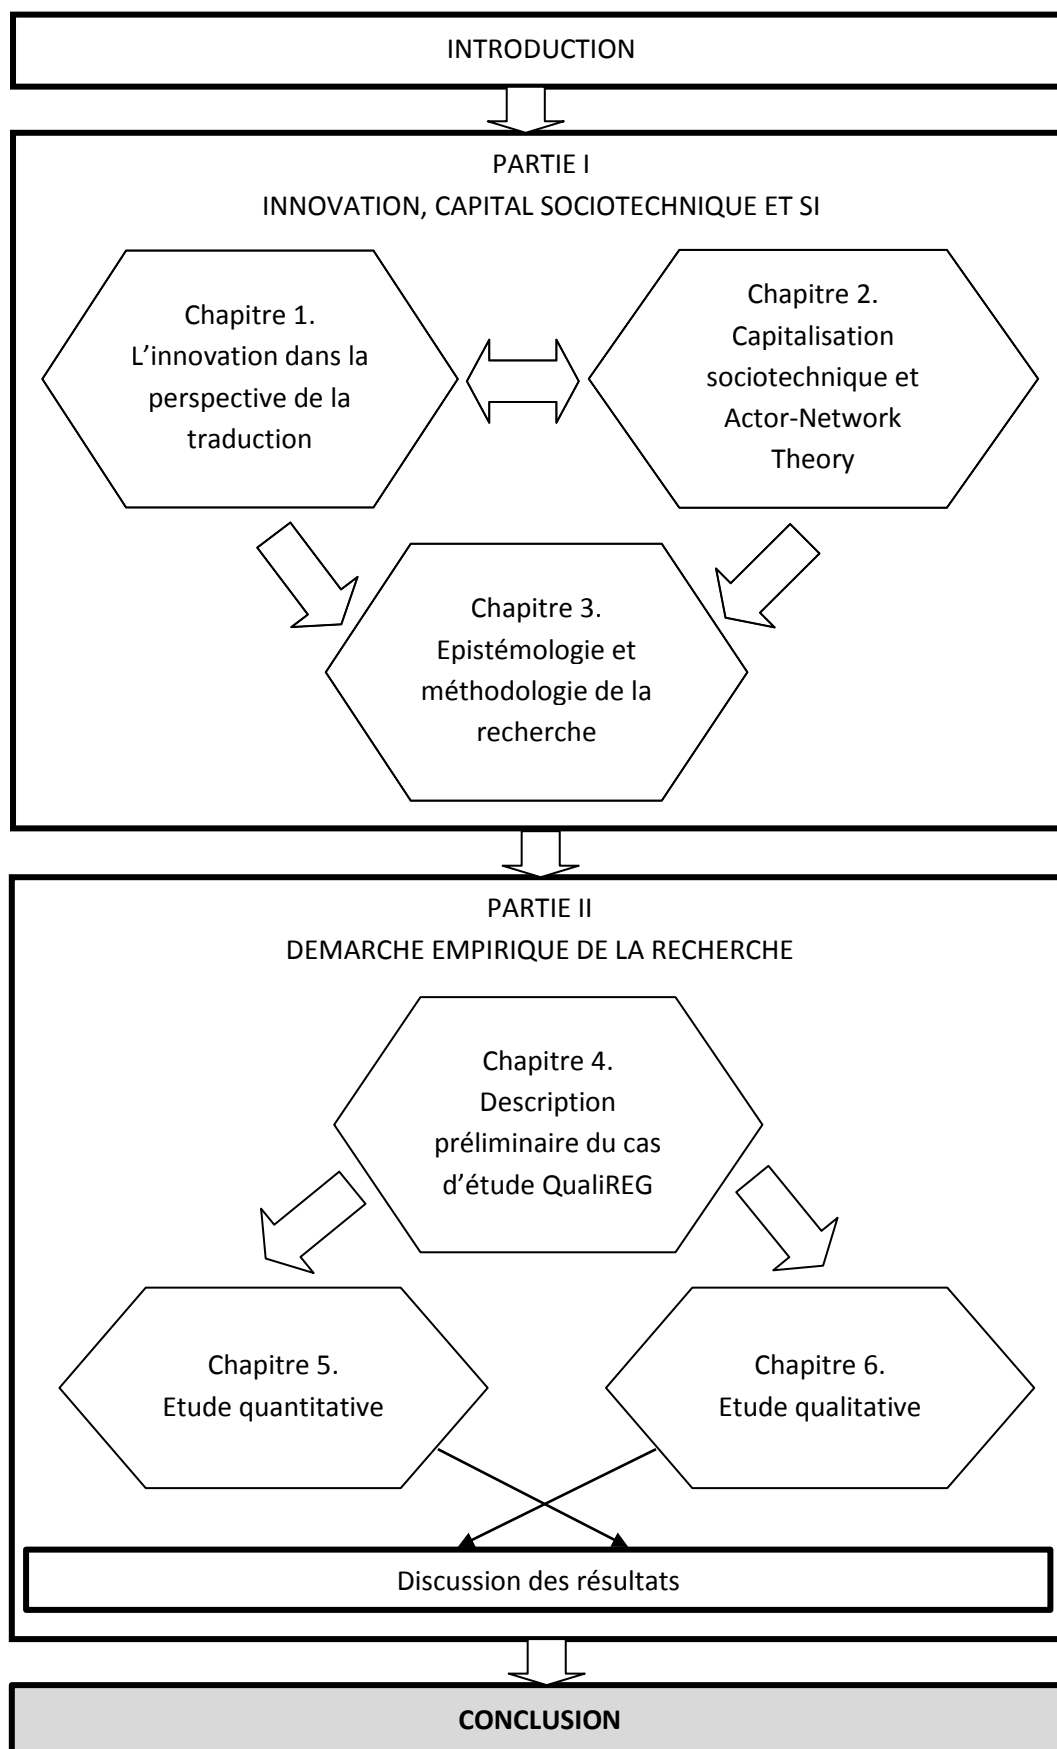 INTRODUCTION
PARTIE I
INNOVATION, CAPITAL SOCIOTECHNIQUE ET SI
Chapitre 1.
L’innovation dans la
perspective de la
traduction
Chapitre 2.
Capitalisation
sociotechnique et
Actor-Network
Theory
Chapitre 3.
Epistémologie et
méthodologie de la
recherche
PARTIE II
DEMARCHE EMPIRIQUE DE LA RECHERCHE
Chapitre 4.
Description
préliminaire du cas
d’étude QualiREG
Chapitre 5.
Etude quantitative
Chapitre 6.
Etude qualitative
Discussion des résultats
CONCLUSION